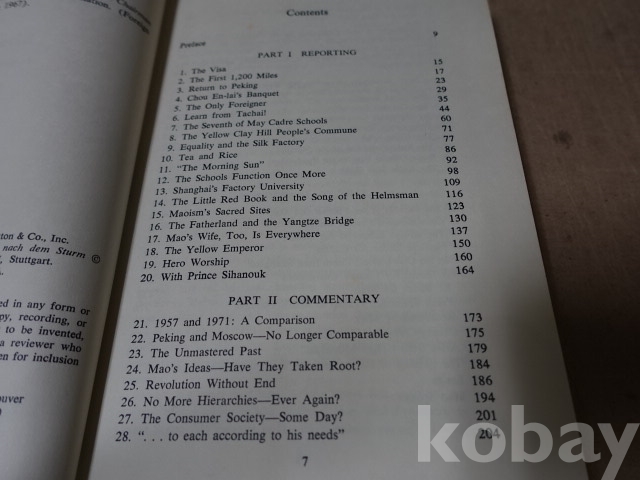 Chairman
ation. (Foreign
1967).
ton & Co., Inc.
nach dem Sturm ©
, Stuttgart.
ed in any form or
py, recording, or
to be invented,
a reviewer who
en for inclusion
uver
Contents
Preface 9
PART I REPORTING
1. The Visa 15
2. The First 1,200 Miles 17
3. Return to Peking 23
4. Chou En-lai's Banquet 29
5. The Only Foreigner 35
6. Learn from Tachai! 44
7. The Seventh of May Cadre Schools 60
8. The Yellow Clay Hill People's Commune 71
9. Equality and the Silk Factory 77
10. Tea and Rice 86
11. "The Morning Sun" 92
12. The Schools Function Once More 98
13. Shanghai's Factory University 109
14. The Little Red Book and the Song of the Helmsman 116
15. Maoism's Sacred Sites 123
16. The Fatherland and the Yangtze Bridge 130
17. Mao's Wife, Too, Is Everywhere 137
18. The Yellow Emperor 150
19. Hero Worship 160
20. With Prince Sihanouk 164
PART II COMMENTARY
21. 1957 and 1971: A Comparison 173
22. Peking and Moscow—No Longer Comparable 175
23. The Unmastered Past 179
24. Mao's Ideas—Have They Taken Root? 184
25. Revolution Without End 186
26. No More Hierarchies—Ever Again? 194
27. The Consumer Society—Some Day? 201
28. ". . . to each according to his needs" 204
7
kobay